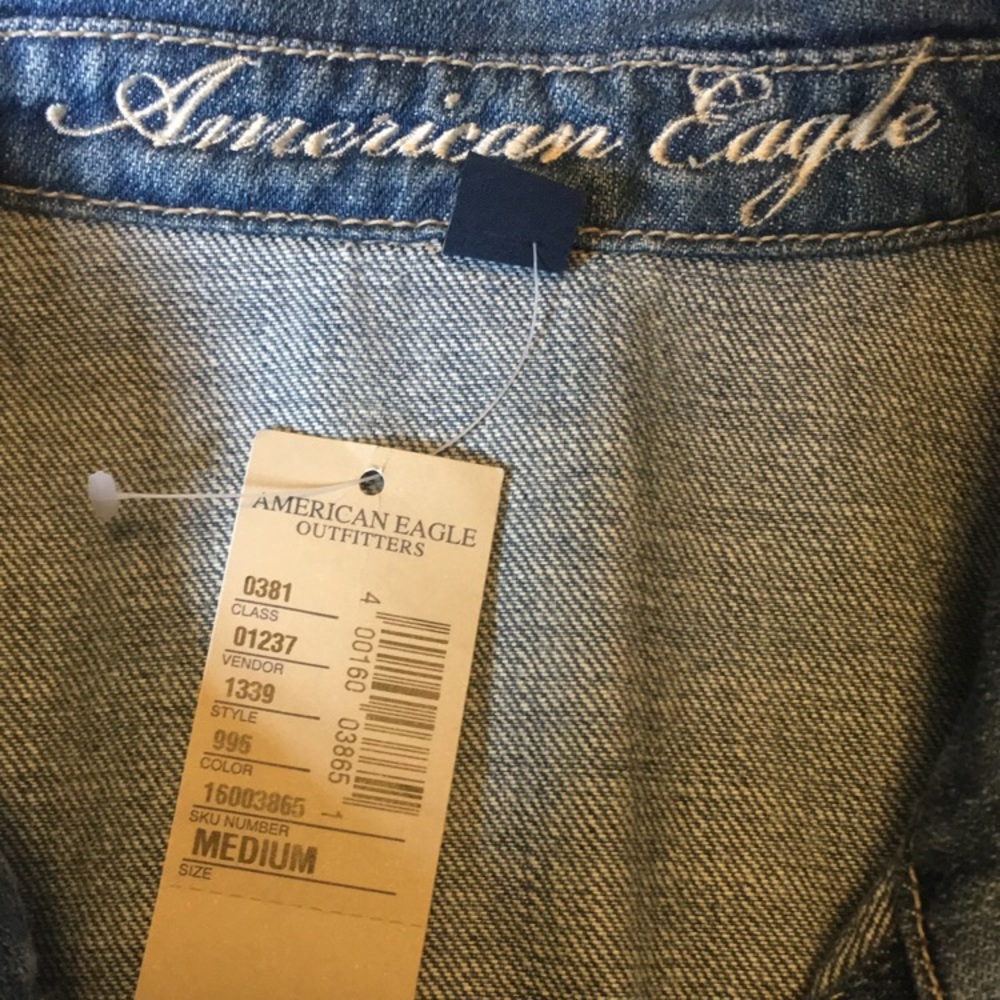 American Eagle
AMERICAN EAGLE
OUTFITTERS
0381
CLASS
01237
VENDOR
1339
STYLE
996
COLOR
16003865
SKU NUMBER
MEDIUM
SIZE
4 00160 03865 1